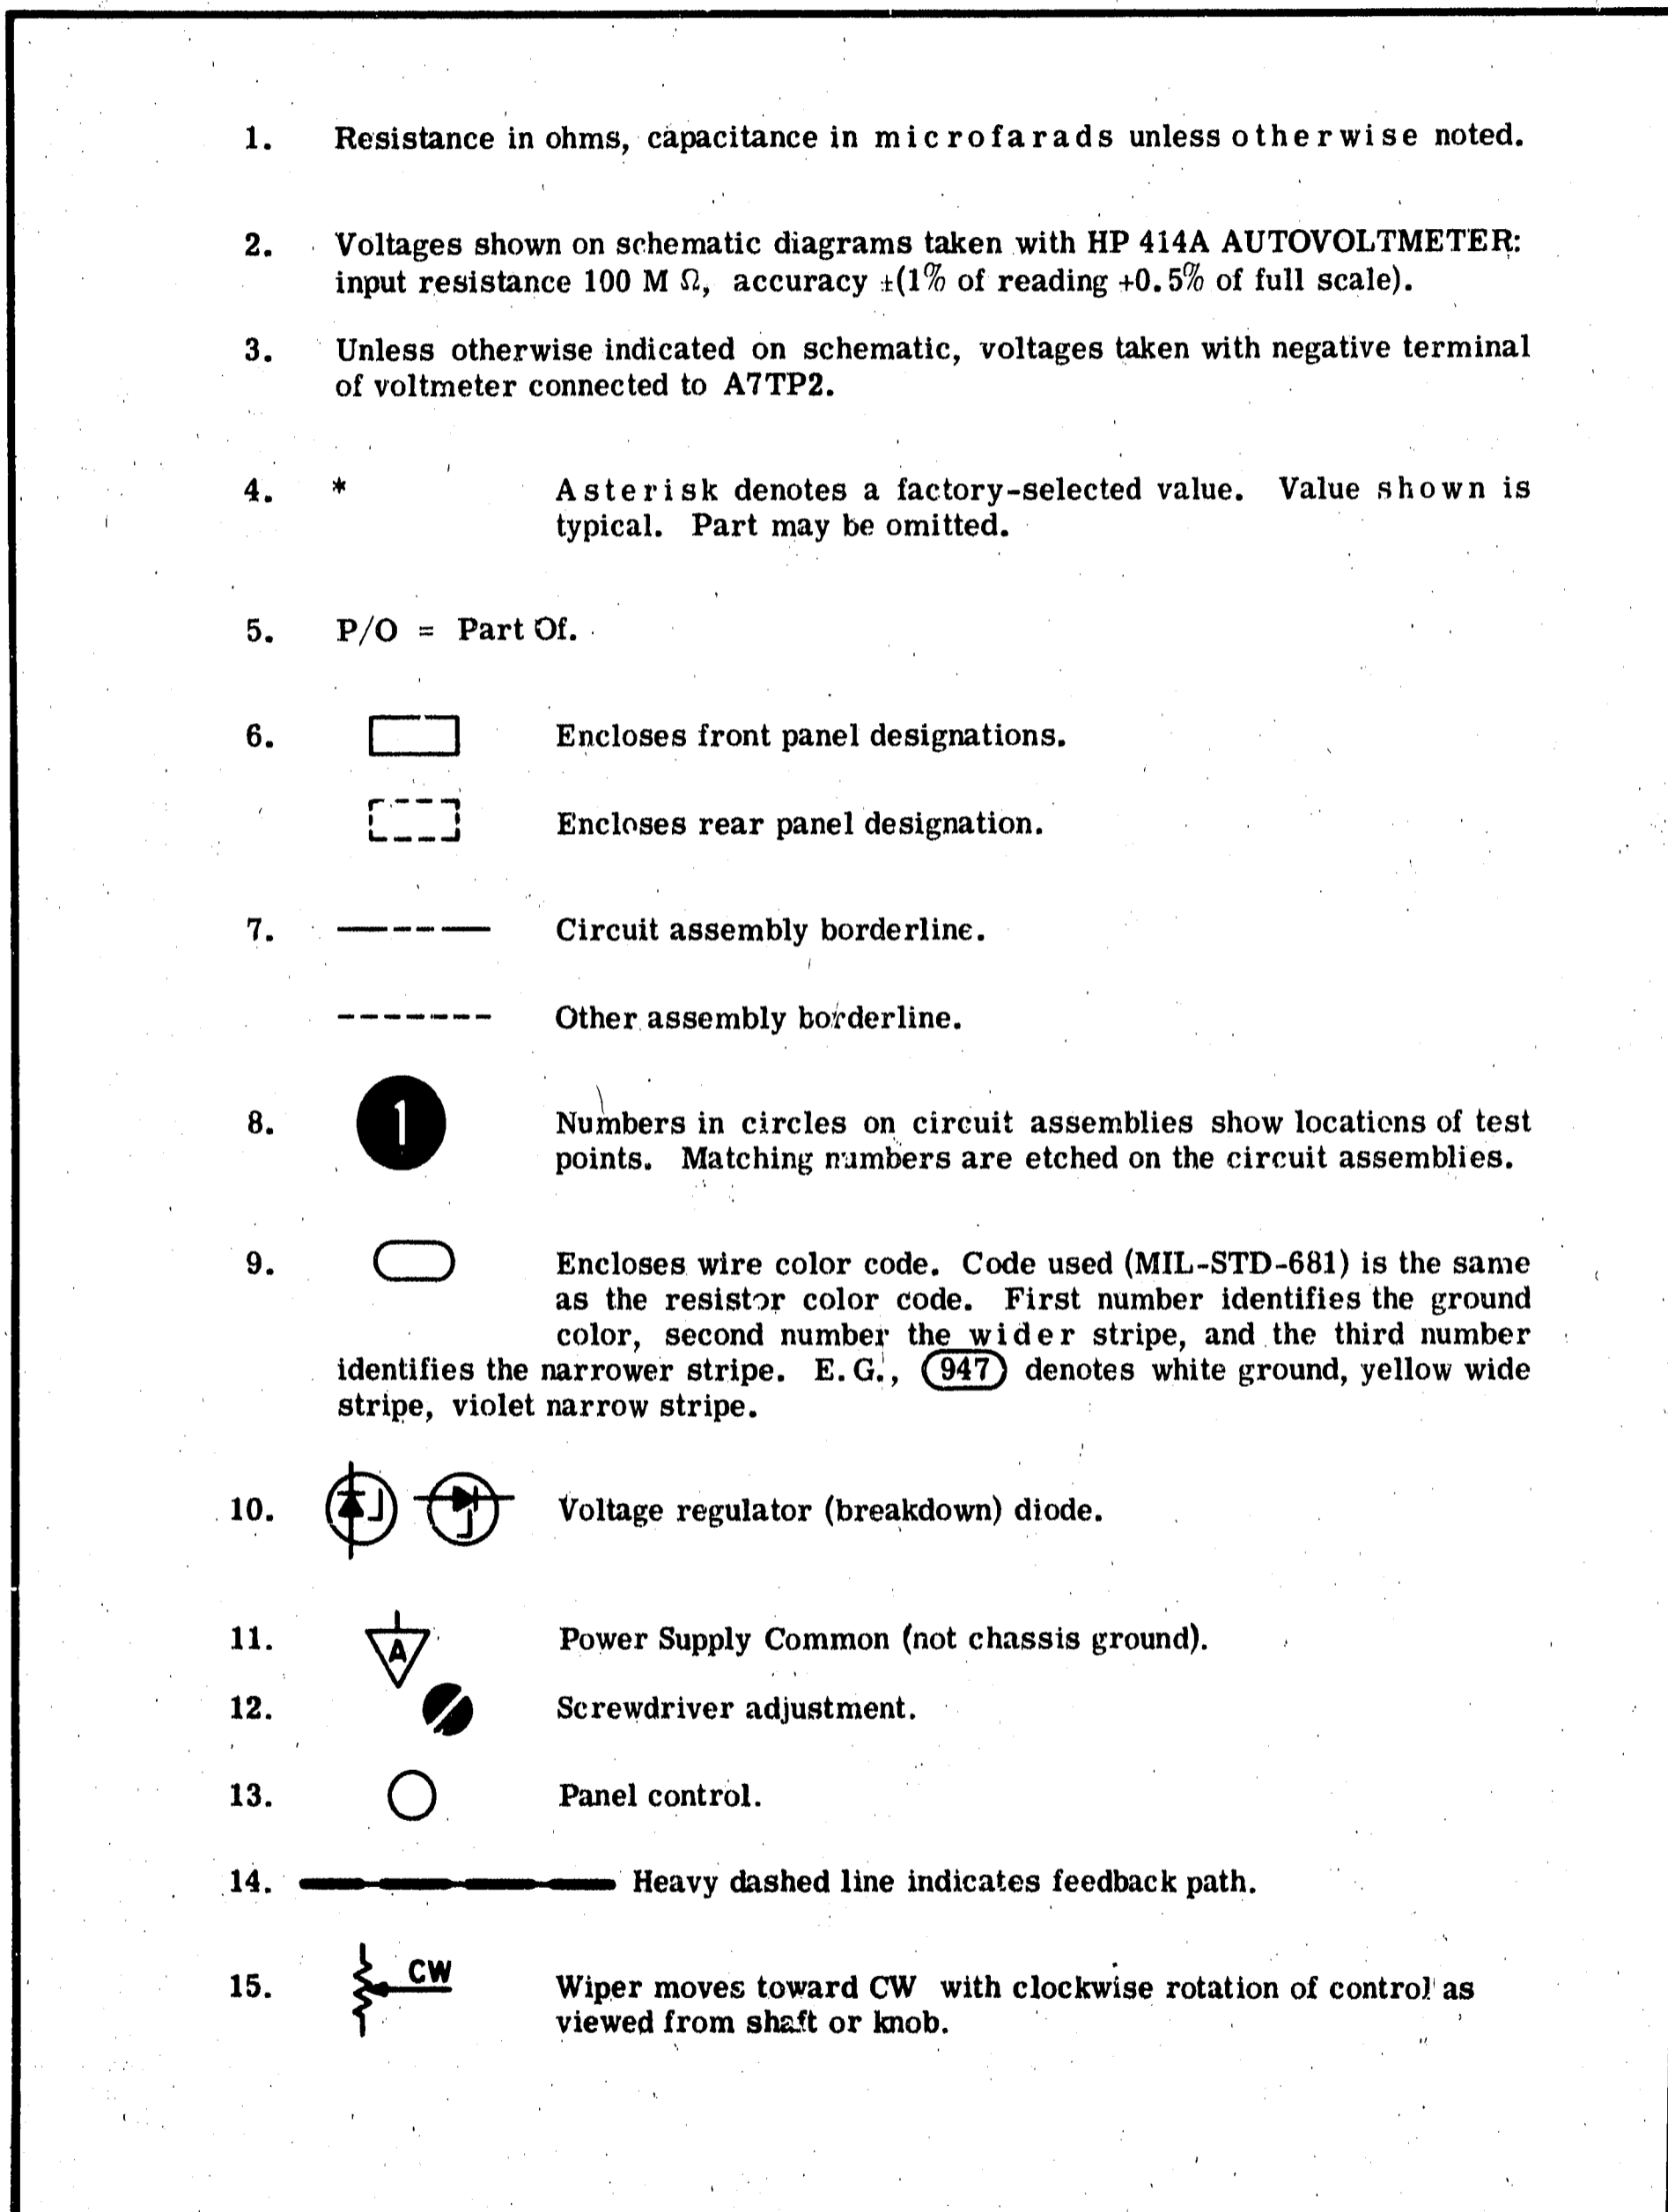 1. Resistance in ohms, capacitance in microfarads unless otherwise noted.
2. Voltages shown on schematic diagrams taken with HP 414A AUTOVOLTMETER:
input resistance 100 M Ω, accuracy ±(1% of reading +0.5% of full scale).
3. Unless otherwise indicated on schematic, voltages taken with negative terminal
of voltmeter connected to A7TP2.
4. * Asterisk denotes a factory-selected value. Value shown is
typical. Part may be omitted.
5. P/O = Part Of.
6. Encloses front panel designations.
Encloses rear panel designation.
7. Circuit assembly borderline.
Other assembly borderline.
8. 1 Numbers in circles on circuit assemblies show locations of test
points. Matching numbers are etched on the circuit assemblies.
9. Encloses wire color code. Code used (MIL-STD-681) is the same
as the resistor color code. First number identifies the ground
color, second number the wider stripe, and the third number
identifies the narrower stripe. E.G., 947 denotes white ground, yellow wide
stripe, violet narrow stripe.
10. Voltage regulator (breakdown) diode.
11. A Power Supply Common (not chassis ground).
12. Screwdriver adjustment.
13. Panel control.
14. Heavy dashed line indicates feedback path.
15. CW Wiper moves toward CW with clockwise rotation of control as
viewed from shaft or knob.